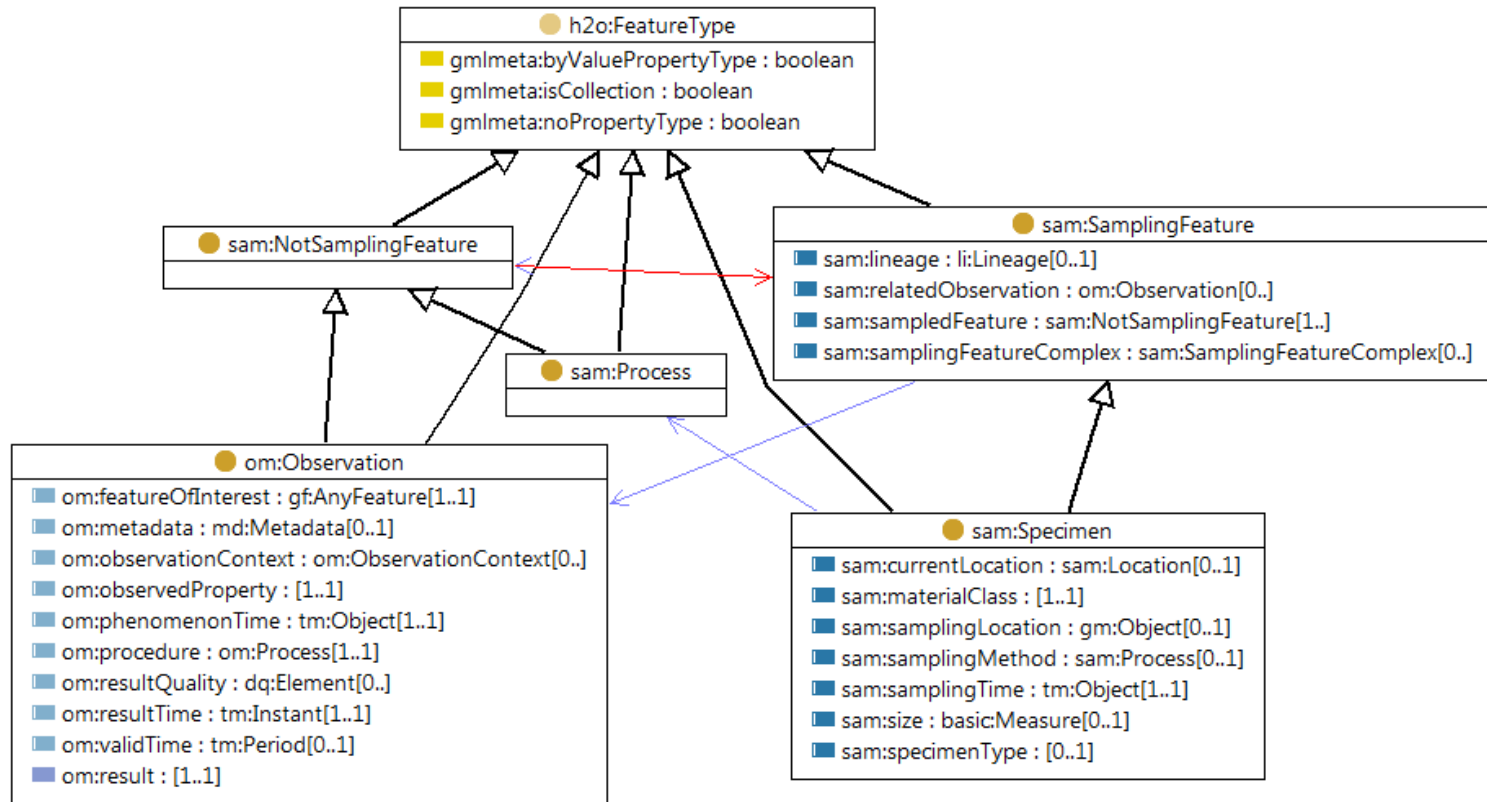 h2o:FeatureType
gmlmeta:byValuePropertyType : boolean
gmlmeta:isCollection : boolean
gmlmeta:noPropertyType : boolean
sam:NotSamplingFeature
sam:SamplingFeature
sam:lineage : li:Lineage[0..1]
sam:relatedObservation : om:Observation[0..]
sam:sampledFeature : sam:NotSamplingFeature[1..]
sam:samplingFeatureComplex : sam:SamplingFeatureComplex[0..]
sam:Process
om:Observation
om:featureOfInterest : gf:AnyFeature[1..1]
om:metadata : md:Metadata[0..1]
om:observationContext : om:ObservationContext[0..]
om:observedProperty : [1..1]
om:phenomenonTime : tm:Object[1..1]
om:procedure : om:Process[1..1]
om:resultQuality : dq:Element[0..]
om:resultTime : tm:Instant[1..1]
om:validTime : tm:Period[0..1]
om:result : [1..1]
sam:Specimen
sam:currentLocation : sam:Location[0..1]
sam:materialClass : [1..1]
sam:samplingLocation : gm:Object[0..1]
sam:samplingMethod : sam:Process[0..1]
sam:samplingTime : tm:Object[1..1]
sam:size : basic:Measure[0..1]
sam:specimenType : [0..1]